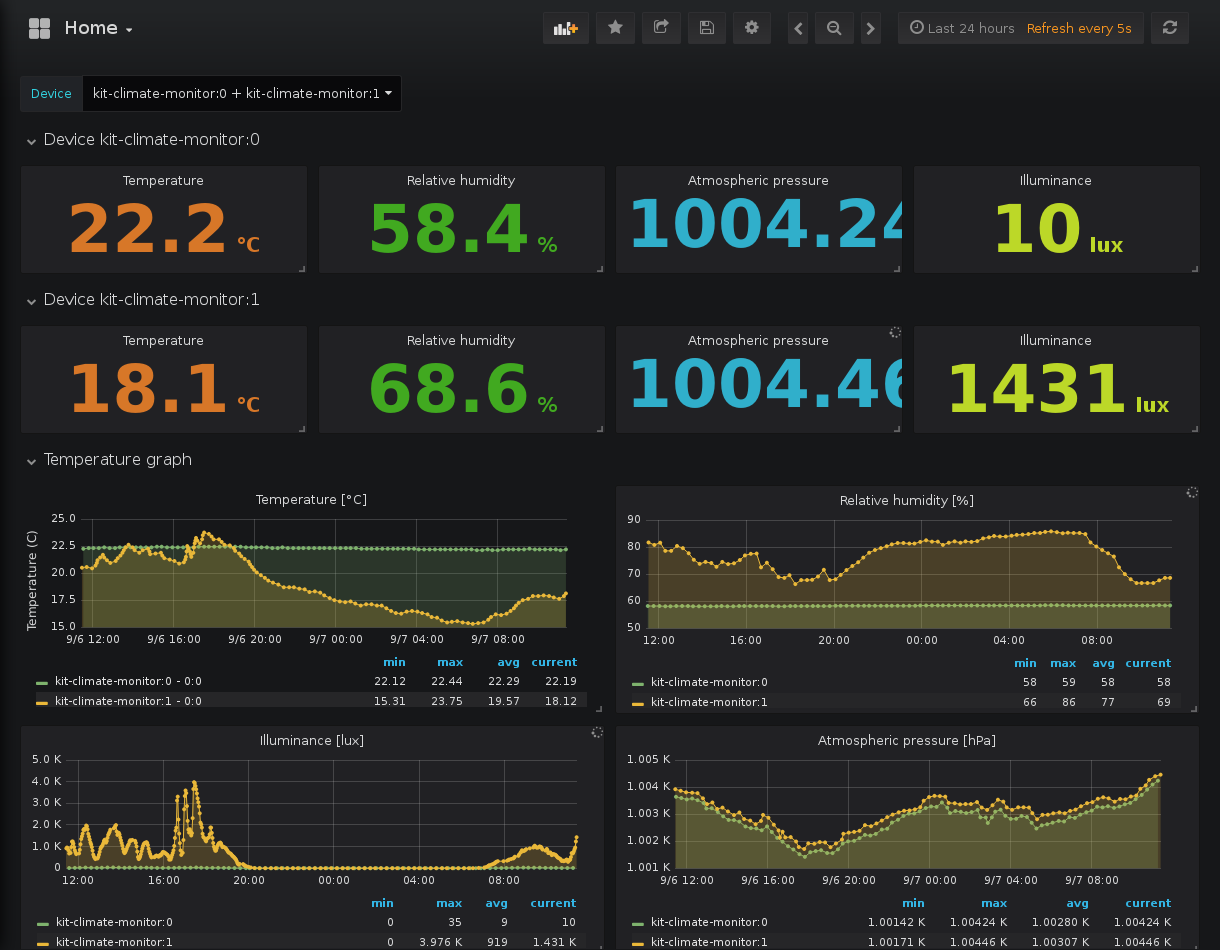 Home
Last 24 hours Refresh every 5s
Device kit-climate-monitor:0 + kit-climate-monitor:1
Device kit-climate-monitor:0
Temperature Relative humidity Atmospheric pressure Illuminance
22.2 °C 58.4 % 1004.24 10 lux
Device kit-climate-monitor:1
Temperature Relative humidity Atmospheric pressure Illuminance
18.1 °C 68.6 % 1004.46 1431 lux
Temperature graph
Temperature [°C]
Temperature (C)
25.0
22.5
20.0
17.5
15.0
9/6 12:00 9/6 16:00 9/6 20:00 9/7 00:00 9/7 04:00 9/7 08:00
min max avg current
kit-climate-monitor:0 - 0:0 22.12 22.44 22.29 22.19
kit-climate-monitor:1 - 0:0 15.31 23.75 19.57 18.12
Relative humidity [%]
90
80
70
60
50
12:00 16:00 20:00 00:00 04:00 08:00
min max avg current
kit-climate-monitor:0 58 59 58 58
kit-climate-monitor:1 66 86 77 69
Illuminance [lux]
5.0 K
4.0 K
3.0 K
2.0 K
1.0 K
0
12:00 16:00 20:00 00:00 04:00 08:00
min max avg current
kit-climate-monitor:0 0 35 9 10
kit-climate-monitor:1 0 3.976 K 919 1.431 K
Atmospheric pressure [hPa]
1.005 K
1.004 K
1.003 K
1.002 K
1.001 K
9/6 12:00 9/6 16:00 9/6 20:00 9/7 00:00 9/7 04:00 9/7 08:00
min max avg current
kit-climate-monitor:0 1.00142 K 1.00424 K 1.00280 K 1.00424 K
kit-climate-monitor:1 1.00171 K 1.00446 K 1.00307 K 1.00446 K